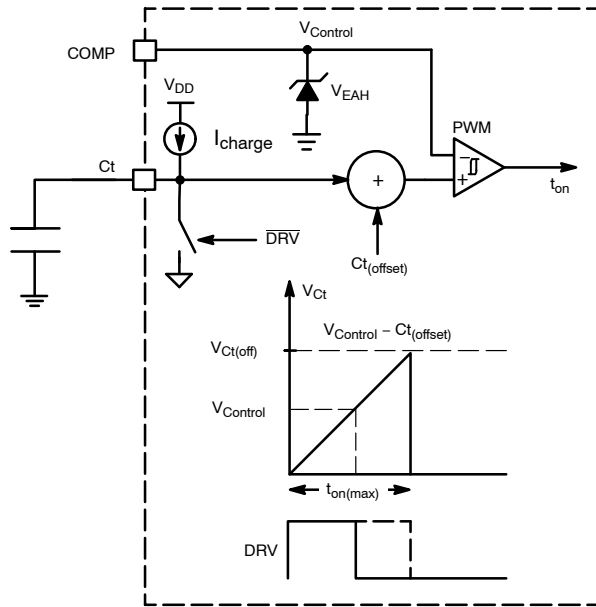 V_Control
COMP
V_DD
V_EAH
PWM
I_charge
Ct
−
+
+
t_on
D̅R̅V̅
Ct_(offset)
V_Ct
V_Ct(off)
V_Control − Ct_(offset)
V_Control
t_on(max)
DRV